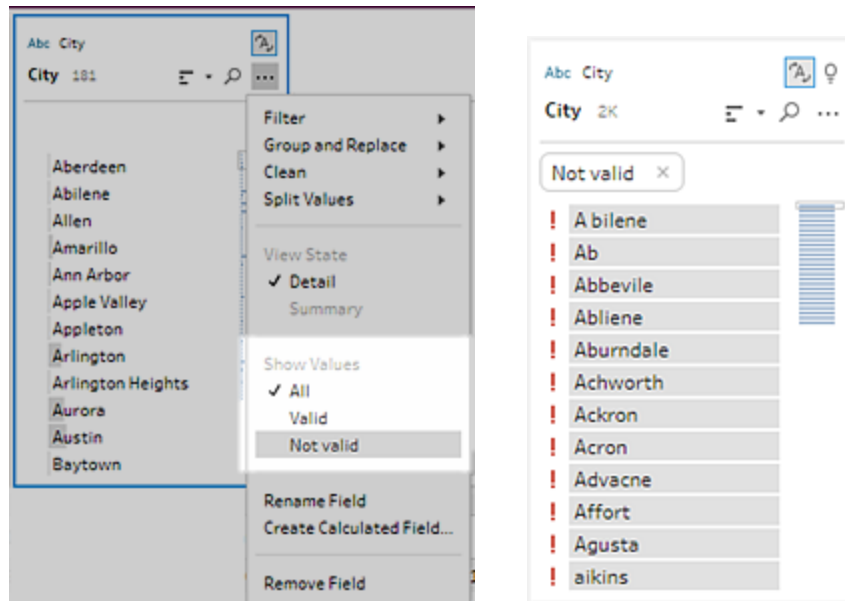 Abc City
City 181
Aberdeen
Abilene
Allen
Amarillo
Ann Arbor
Apple Valley
Appleton
Arlington
Arlington Heights
Aurora
Austin
Baytown
Filter
Group and Replace
Clean
Split Values
View State
✓ Detail
Summary
Show Values
✓ All
Valid
Not valid
Rename Field
Create Calculated Field...
Remove Field
Abc City
City 2K
Not valid ×
! A bilene
! Ab
! Abbevile
! Abliene
! Aburndale
! Achworth
! Ackron
! Acron
! Advacne
! Affort
! Agusta
! aikins